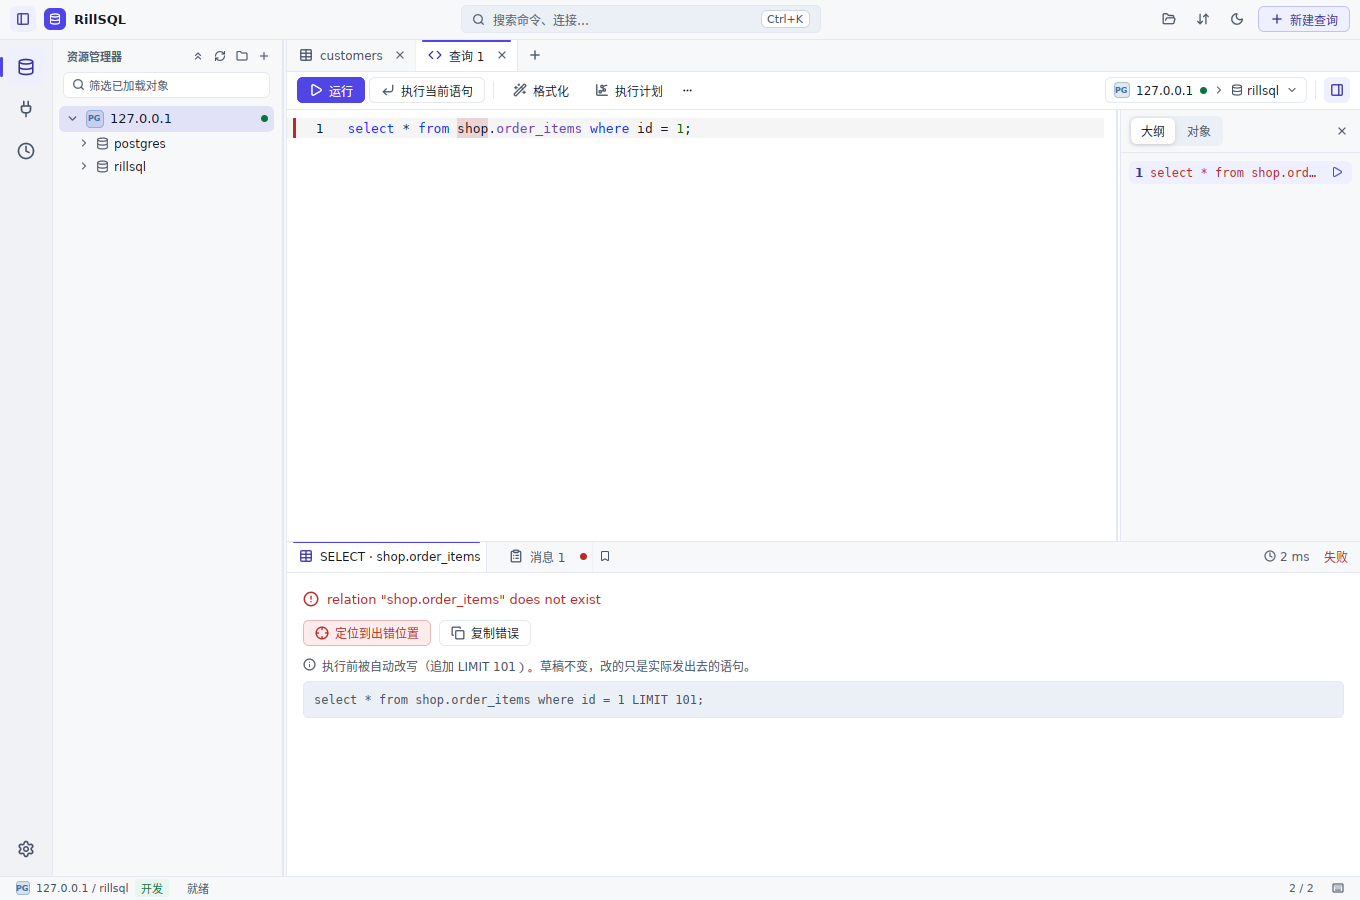 RillSQL
搜索命令、连接…
Ctrl+K
新建查询
资源管理器
筛选已加载对象
PG 127.0.0.1
postgres
rillsql
customers
查询 1
运行
执行当前语句
格式化
执行计划
PG 127.0.0.1
rillsql
1 select * from shop.order_items where id = 1;
大纲
对象
1 select * from shop.ord…
SELECT · shop.order_items
消息 1
2 ms
失败
relation "shop.order_items" does not exist
定位到出错位置
复制错误
执行前被自动改写（追加 LIMIT 101 ）。草稿不变，改的只是实际发出去的语句。
select * from shop.order_items where id = 1 LIMIT 101;
PG 127.0.0.1 / rillsql
开发
就绪
2 / 2